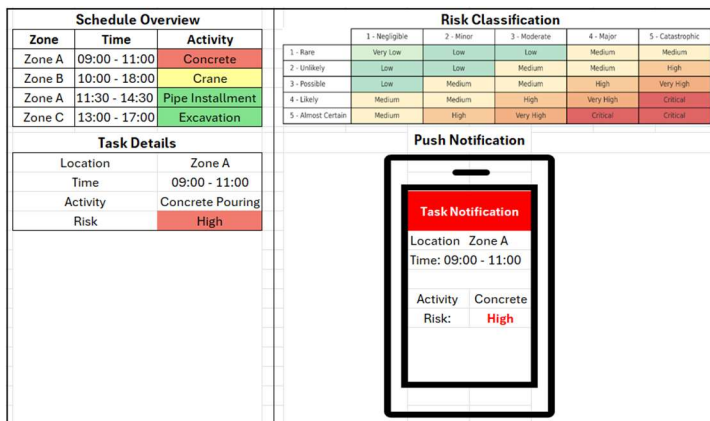 Schedule Overview
Zone Time Activity
Zone A 09:00 - 11:00 Concrete
Zone B 10:00 - 18:00 Crane
Zone A 11:30 - 14:30 Pipe Installment
Zone C 13:00 - 17:00 Excavation
Task Details
Location Zone A
Time 09:00 - 11:00
Activity Concrete Pouring
Risk High
Risk Classification
1 - Negligible 2 - Minor 3 - Moderate 4 - Major 5 - Catastrophic
1 - Rare Very Low Low Low Medium Medium
2 - Unlikely Low Low Medium Medium High
3 - Possible Low Medium Medium High Very High
4 - Likely Medium Medium High Very High Critical
5 - Almost Certain Medium High Very High Critical Critical
Push Notification
Task Notification
Location Zone A
Time: 09:00 - 11:00
Activity Concrete
Risk: High